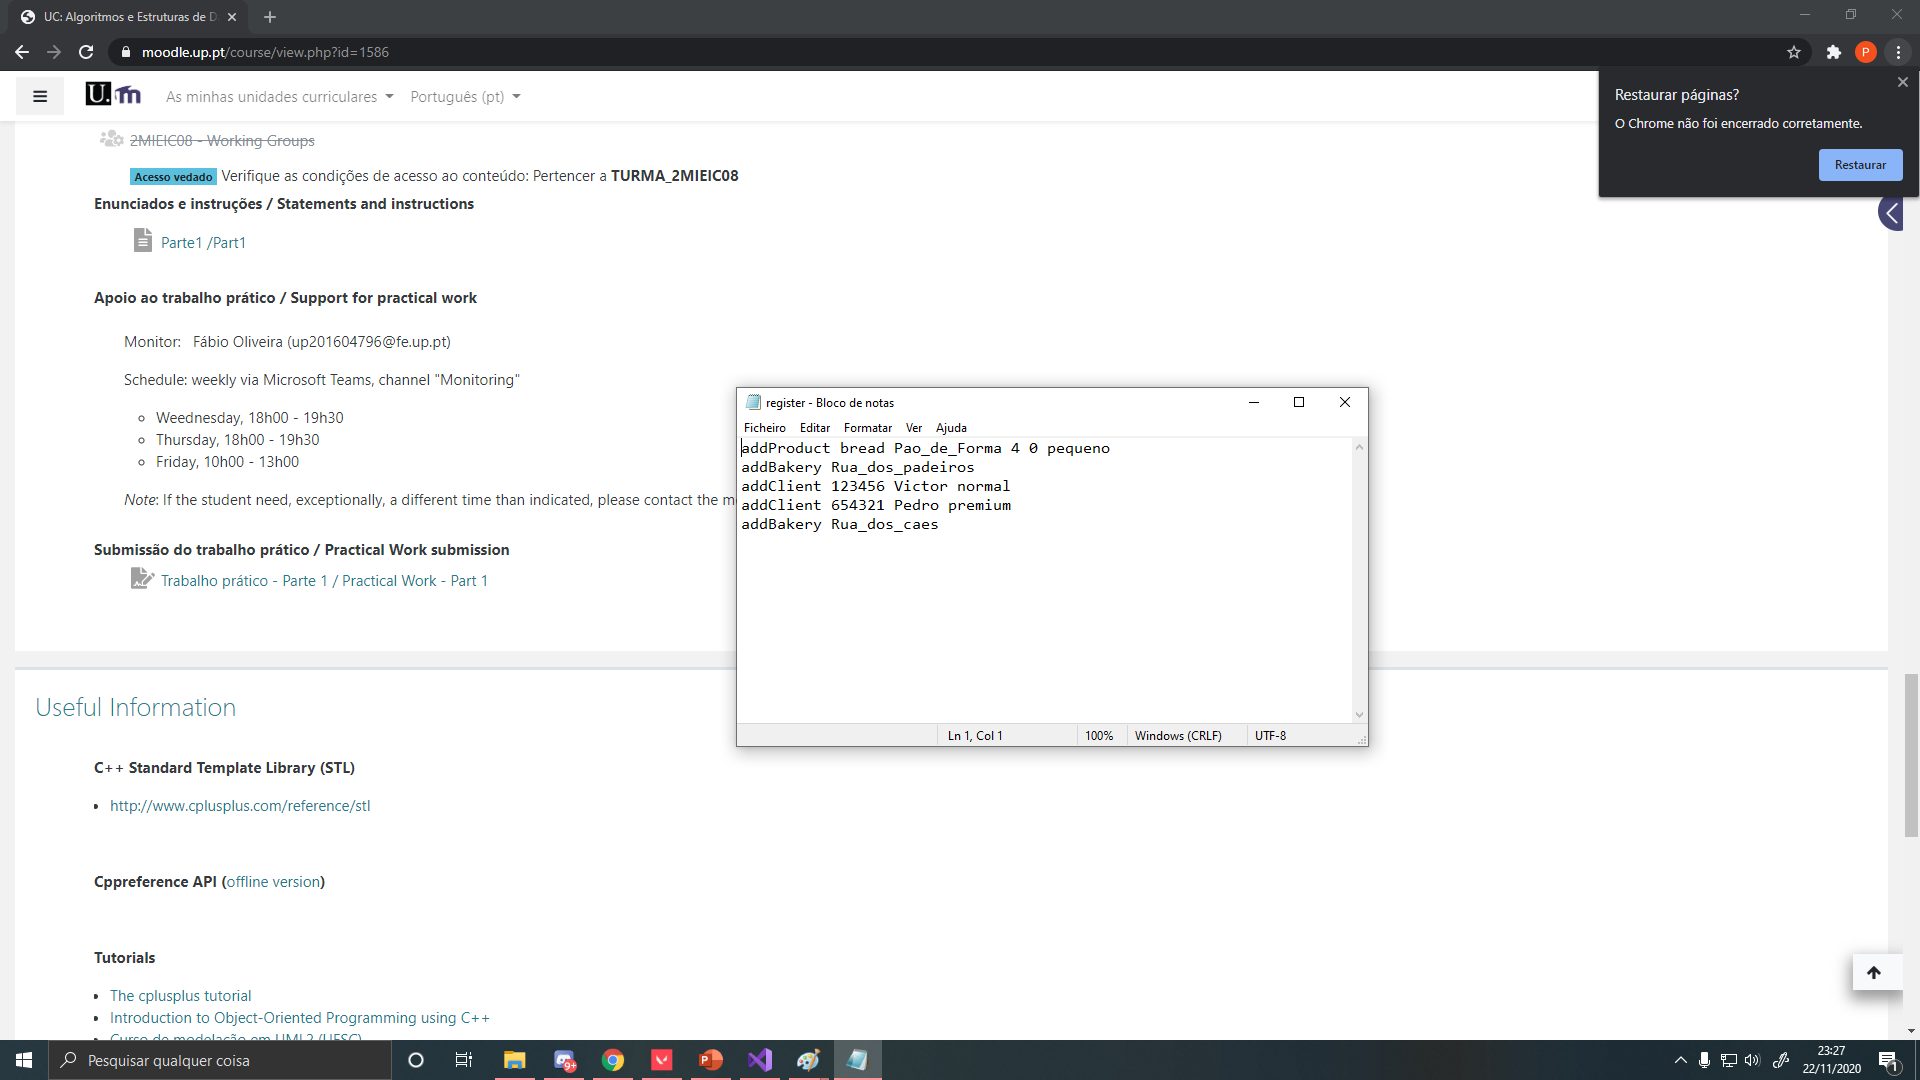 UC: Algoritmos e Estruturas de D
moodle.up.pt/course/view.php?id=1586
P
Restaurar páginas?
O Chrome não foi encerrado corretamente.
Restaurar
U.m
As minhas unidades curriculares
Português (pt)
2MIEIC08 - Working Groups
Acesso vedado Verifique as condições de acesso ao conteúdo: Pertencer a TURMA_2MIEIC08
Enunciados e instruções / Statements and instructions
Parte1 /Part1
Apoio ao trabalho prático / Support for practical work
Monitor: Fábio Oliveira (up201604796@fe.up.pt)
Schedule: weekly via Microsoft Teams, channel "Monitoring"
Weednesday, 18h00 - 19h30
Thursday, 18h00 - 19h30
Friday, 10h00 - 13h00
Note: If the student need, exceptionally, a different time than indicated, please contact the m
Submissão do trabalho prático / Practical Work submission
Trabalho prático - Parte 1 / Practical Work - Part 1
register - Bloco de notas
Ficheiro Editar Formatar Ver Ajuda
addProduct bread Pao_de_Forma 4 0 pequeno
addBakery Rua_dos_padeiros
addClient 123456 Victor normal
addClient 654321 Pedro premium
addBakery Rua_dos_caes
Ln 1, Col 1 100% Windows (CRLF) UTF-8
Useful Information
C++ Standard Template Library (STL)
http://www.cplusplus.com/reference/stl
Cppreference API (offline version)
Tutorials
The cplusplus tutorial
Introduction to Object-Oriented Programming using C++
Curso de modelação em UML2 (UFSC)
Pesquisar qualquer coisa
9+
23:27
22/11/2020
1